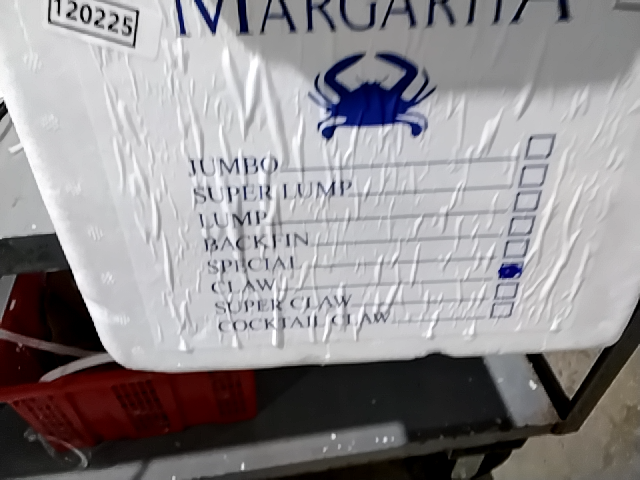 120225
MARGARITA
JUMBO
SUPER LUMP
LUMP
BACKFIN
SPECIAL
CLAW
SUPER CLAW
COCKTAIL CLAW